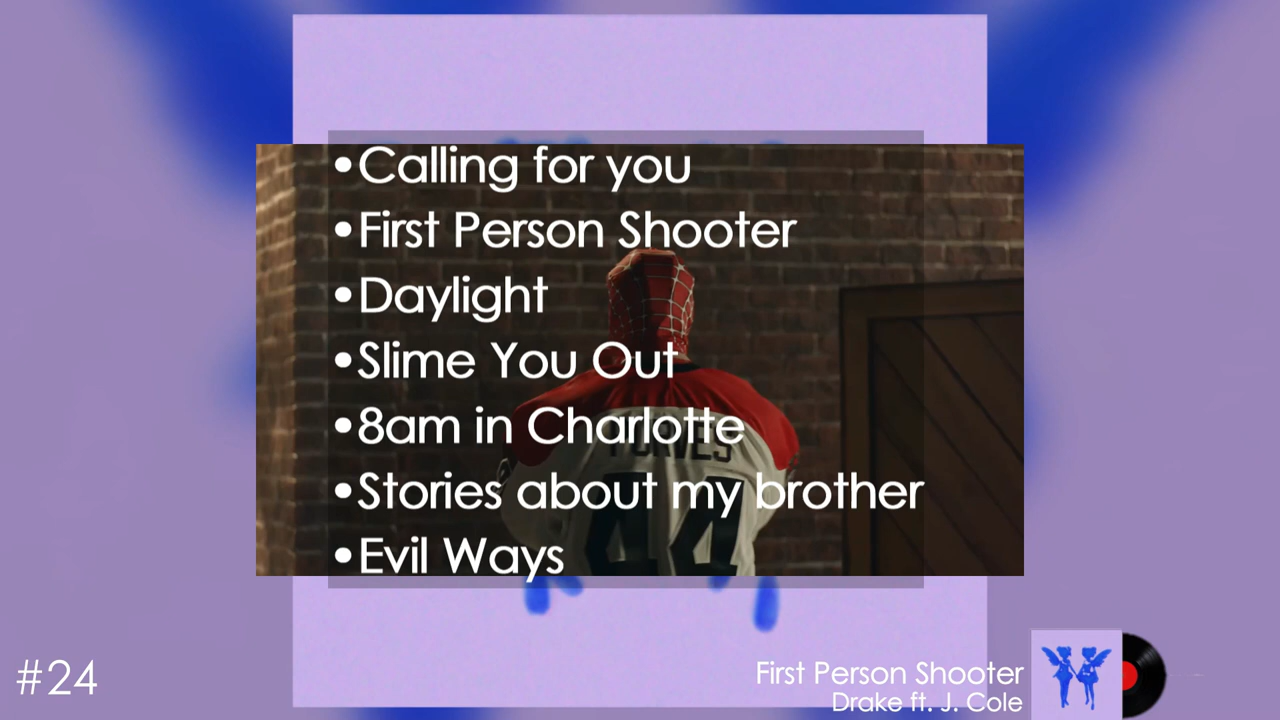 •Calling for you
•First Person Shooter
•Daylight
•Slime You Out
•8am in Charlotte
•Stories about my brother
•Evil Ways
44
#24
First Person Shooter
Drake ft. J. Cole